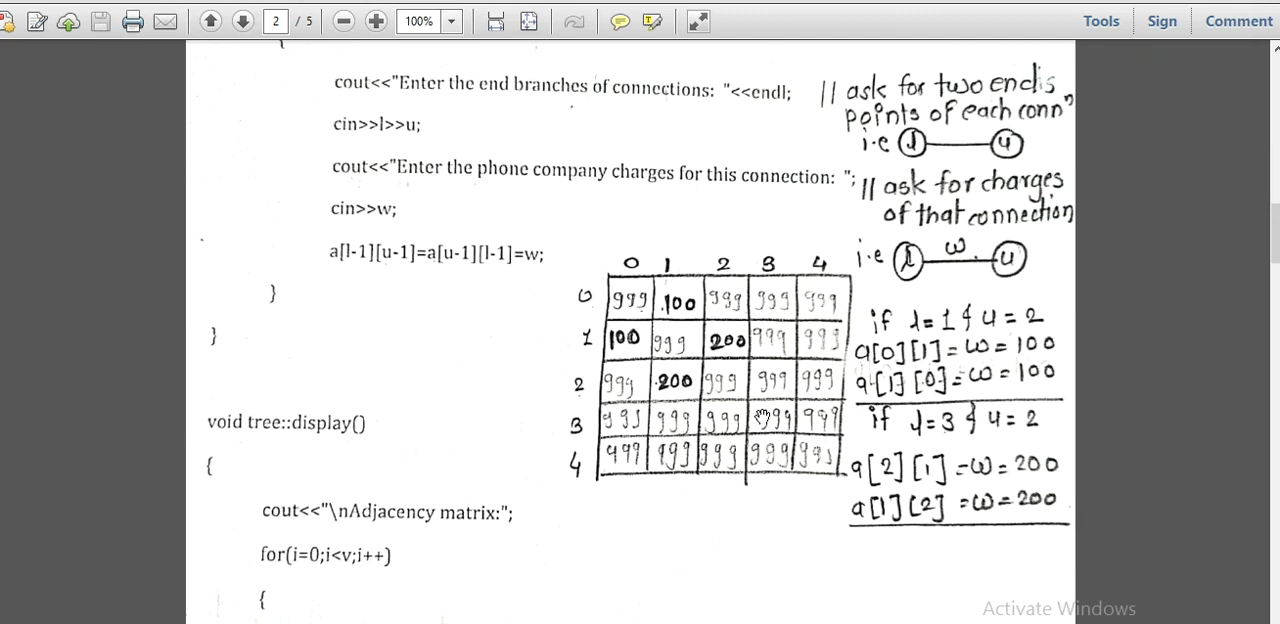 2 / 5
100%
Tools
Sign
Comment
{
cout<<"Enter the end branches of connections: "<<endl;
cin>>l>>u;
cout<<"Enter the phone company charges for this connection: ";
cin>>w;
a[l-1][u-1]=a[u-1][l-1]=w;
}
}
void tree::display()
{
cout<<"\nAdjacency matrix:";
for(i=0;i<v;i++)
{
// ask for two ends
points of each connⁿ
i.e l u
// ask for charges
of that connection
i.e l w u
0 1 2 3 4
0 999 100 999 999 999
1 100 999 200 999 999
2 999 200 999 999 999
3 999 999 999 999 999
4 999 999 999 999 999
if l=1 & u=2
a[0][1]=w=100
a[1][0]=w=100
if l=3 & u=2
a[2][1]=w=200
a[1][2]=w=200
Activate Windows